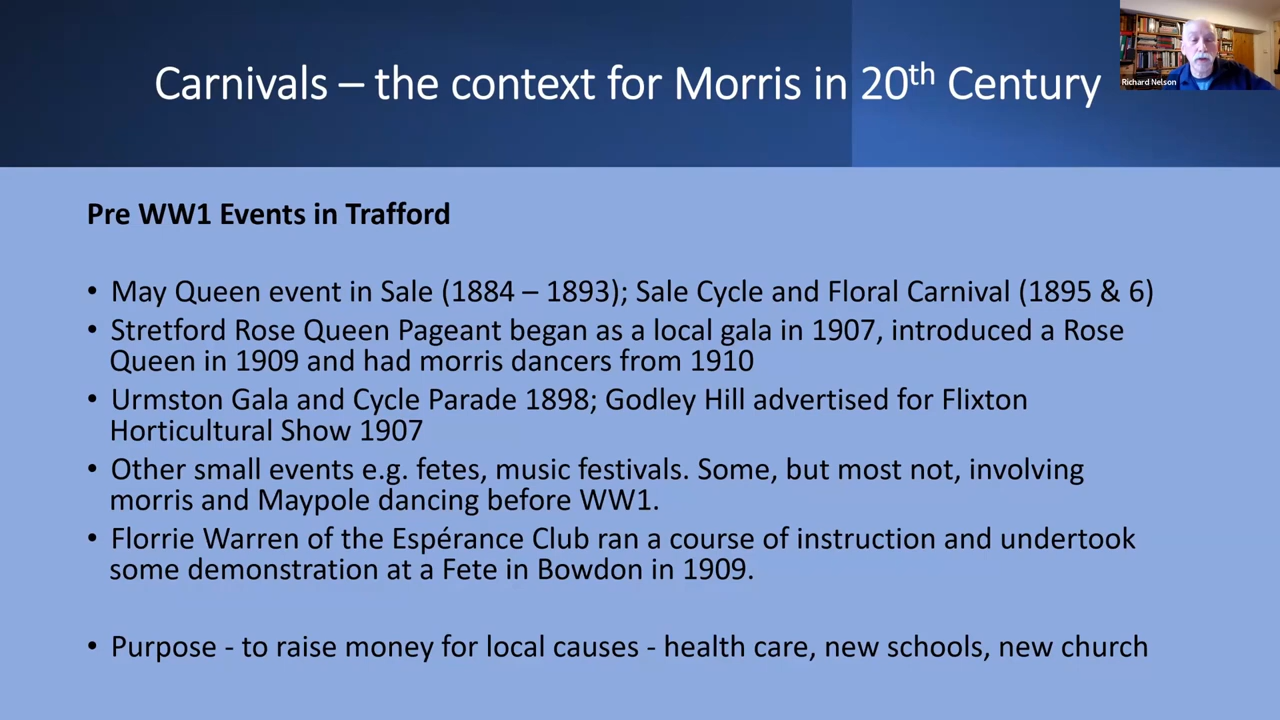 Carnivals – the context for Morris in 20th Century
Richard Nelson
Pre WW1 Events in Trafford
• May Queen event in Sale (1884 – 1893); Sale Cycle and Floral Carnival (1895 & 6)
• Stretford Rose Queen Pageant began as a local gala in 1907, introduced a Rose
Queen in 1909 and had morris dancers from 1910
• Urmston Gala and Cycle Parade 1898; Godley Hill advertised for Flixton
Horticultural Show 1907
• Other small events e.g. fetes, music festivals. Some, but most not, involving
morris and Maypole dancing before WW1.
• Florrie Warren of the Espérance Club ran a course of instruction and undertook
some demonstration at a Fete in Bowdon in 1909.
• Purpose - to raise money for local causes - health care, new schools, new church